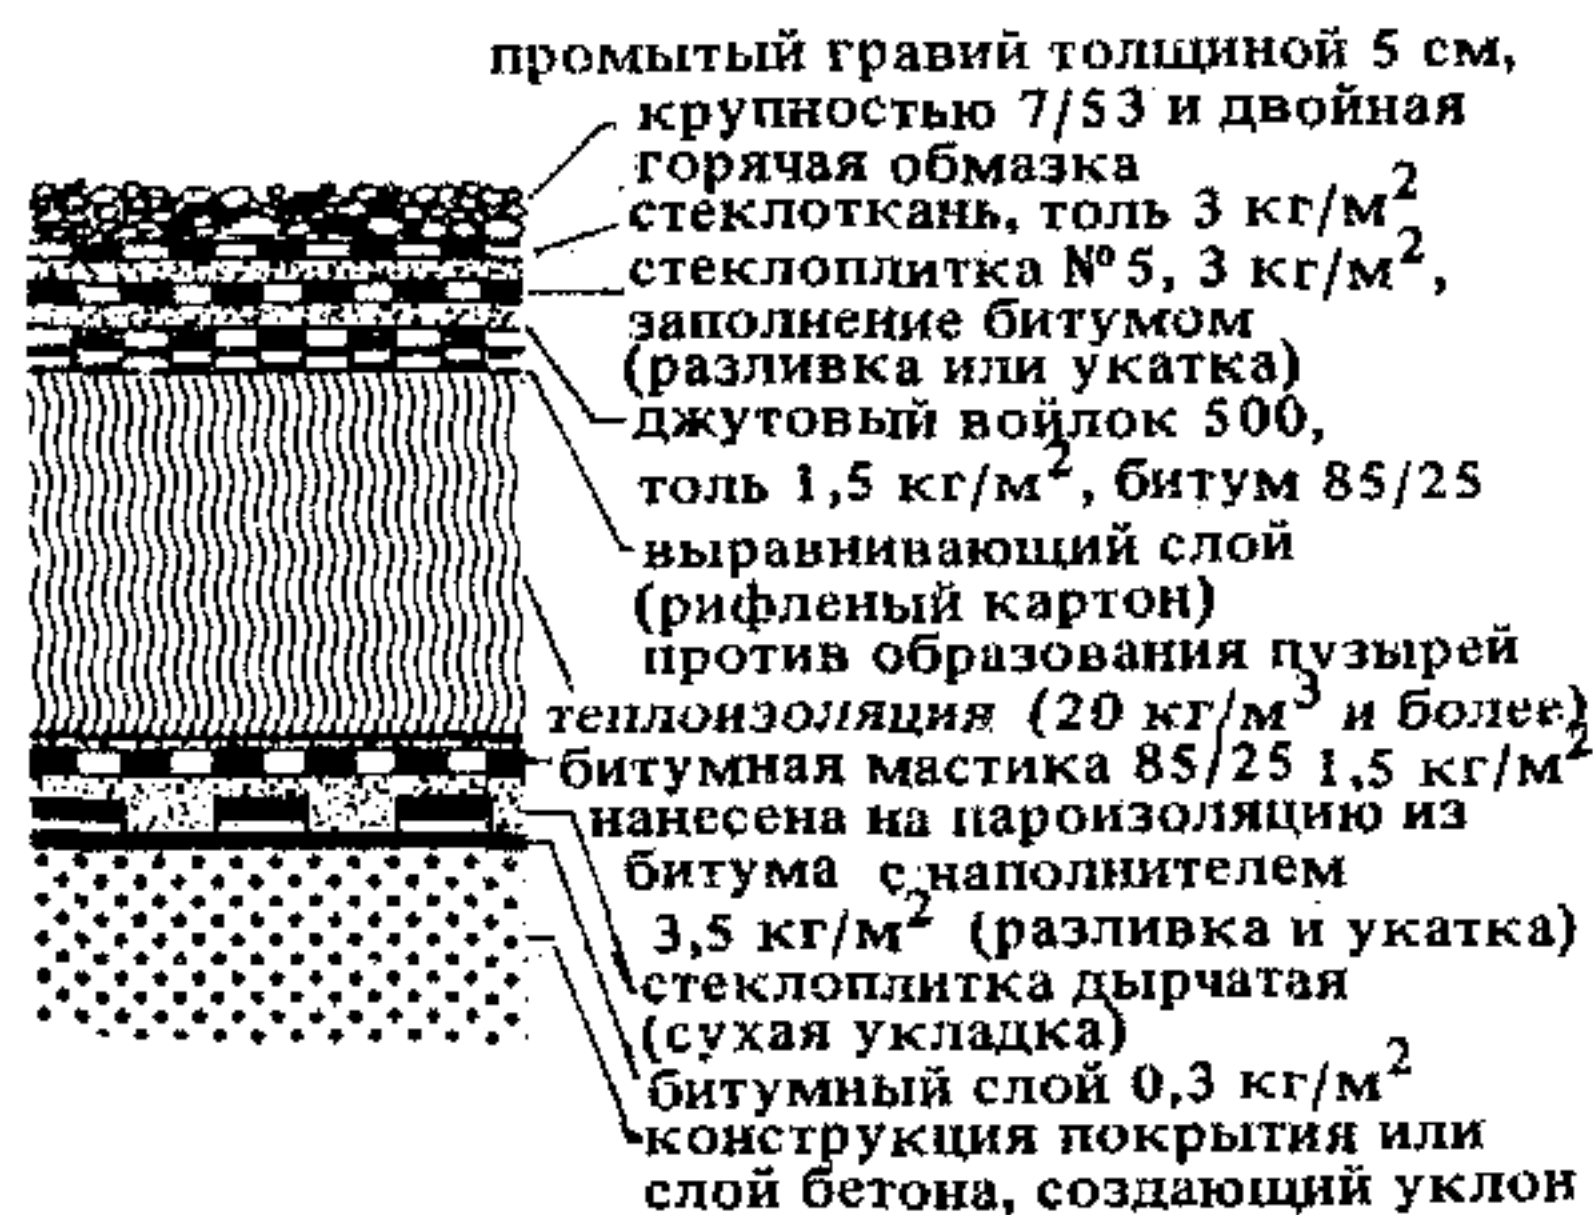 промытый гравий толщиной 5 см,
крупностью 7/53 и двойная
горячая обмазка
стеклоткань, толь 3 кг/м²
стеклоплитка №5, 3 кг/м²,
заполнение битумом
(разливка или укатка)
джутовый войлок 500,
толь 1,5 кг/м², битум 85/25
выравнивающий слой
(рифленый картон)
против образования пузырей
теплоизоляция (20 кг/м³ и более)
битумная мастика 85/25 1,5 кг/м²
нанесена на пароизоляцию из
битума с наполнителем
3,5 кг/м² (разливка и укатка)
стеклоплитка дырчатая
(сухая укладка)
битумный слой 0,3 кг/м²
конструкция покрытия или
слой бетона, создающий уклон